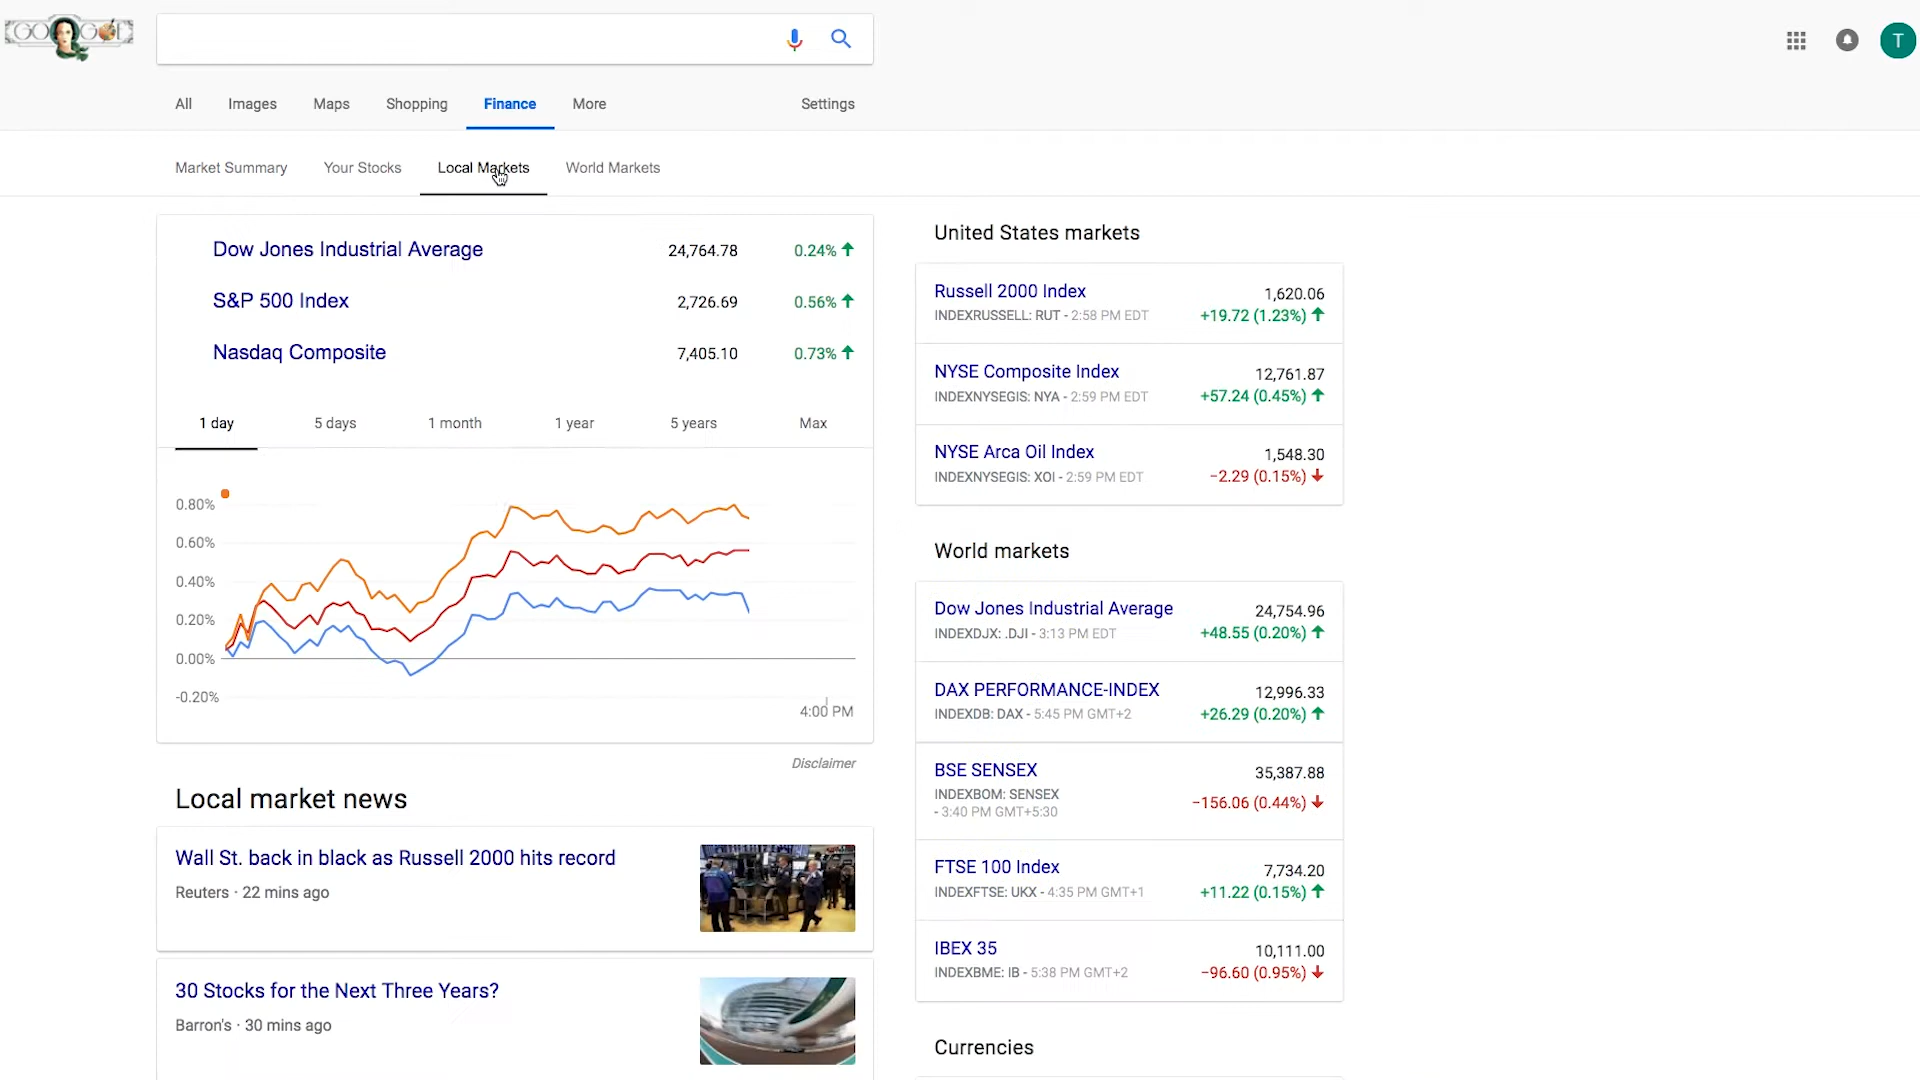 T
All Images Maps Shopping Finance More Settings
Market Summary Your Stocks Local Markets World Markets
Dow Jones Industrial Average 24,764.78 0.24%
S&P 500 Index 2,726.69 0.56%
Nasdaq Composite 7,405.10 0.73%
1 day 5 days 1 month 1 year 5 years Max
0.80%
0.60%
0.40%
0.20%
0.00%
-0.20%
4:00 PM
Disclaimer
Local market news
Wall St. back in black as Russell 2000 hits record
Reuters · 22 mins ago
30 Stocks for the Next Three Years?
Barron's · 30 mins ago
United States markets
Russell 2000 Index 1,620.06
INDEXRUSSELL: RUT - 2:58 PM EDT +19.72 (1.23%)
NYSE Composite Index 12,761.87
INDEXNYSEGIS: NYA - 2:59 PM EDT +57.24 (0.45%)
NYSE Arca Oil Index 1,548.30
INDEXNYSEGIS: XOI - 2:59 PM EDT −2.29 (0.15%)
World markets
Dow Jones Industrial Average 24,754.96
INDEXDJX: .DJI - 3:13 PM EDT +48.55 (0.20%)
DAX PERFORMANCE-INDEX 12,996.33
INDEXDB: DAX - 5:45 PM GMT+2 +26.29 (0.20%)
BSE SENSEX 35,387.88
INDEXBOM: SENSEX
- 3:40 PM GMT+5:30 −156.06 (0.44%)
FTSE 100 Index 7,734.20
INDEXFTSE: UKX - 4:35 PM GMT+1 +11.22 (0.15%)
IBEX 35 10,111.00
INDEXBME: IB - 5:38 PM GMT+2 −96.60 (0.95%)
Currencies